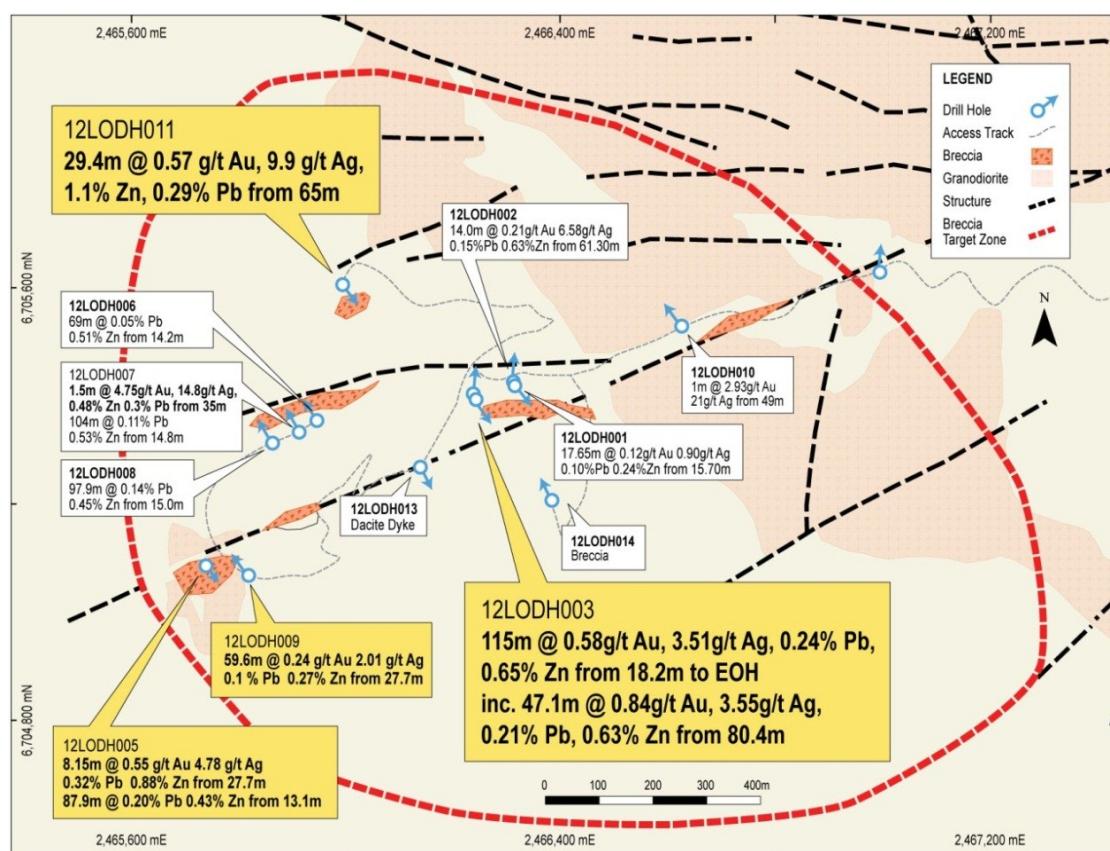 2,465,600 mE
2,466,400 mE
2,467,200 mE
LEGEND
Drill Hole
Access Track
Breccia
Granodiorite
Structure
Breccia
Target Zone
N
12LODH011
29.4m @ 0.57 g/t Au, 9.9 g/t Ag,
1.1% Zn, 0.29% Pb from 65m
12LODH002
14.0m @ 0.21g/t Au 6.58g/t Ag
0.15%Pb 0.63%Zn from 61.30m
6,705,600 mN
6,705,600 mN
12LODH006
69m @ 0.05% Pb
0.51% Zn from 14.2m
12LODH007
1.5m @ 4.75g/t Au, 14.8g/t Ag,
0.48% Zn 0.3% Pb from 35m
104m @ 0.11% Pb
0.53% Zn from 14.8m
12LODH008
97.9m @ 0.14% Pb
0.45% Zn from 15.0m
12LODH010
1m @ 2.93g/t Au
21g/t Ag from 49m
12LODH001
17.65m @ 0.12g/t Au 0.90g/t Ag
0.10%Pb 0.24%Zn from 15.70m
12LODH013
Dacite Dyke
12LODH014
Breccia
12LODH003
115m @ 0.58g/t Au, 3.51g/t Ag, 0.24% Pb,
0.65% Zn from 18.2m to EOH
inc. 47.1m @ 0.84g/t Au, 3.55g/t Ag,
0.21% Pb, 0.63% Zn from 80.4m
12LODH009
59.6m @ 0.24 g/t Au 2.01 g/t Ag
0.1 % Pb 0.27% Zn from 27.7m
6,704,800 mN
6,704,800 mN
12LODH005
8.15m @ 0.55 g/t Au 4.78 g/t Ag
0.32% Pb 0.88% Zn from 27.7m
87.9m @ 0.20% Pb 0.43% Zn from 13.1m
0 100 200 300 400m
2,465,600 mE
2,466,400 mE
2,467,200 mE